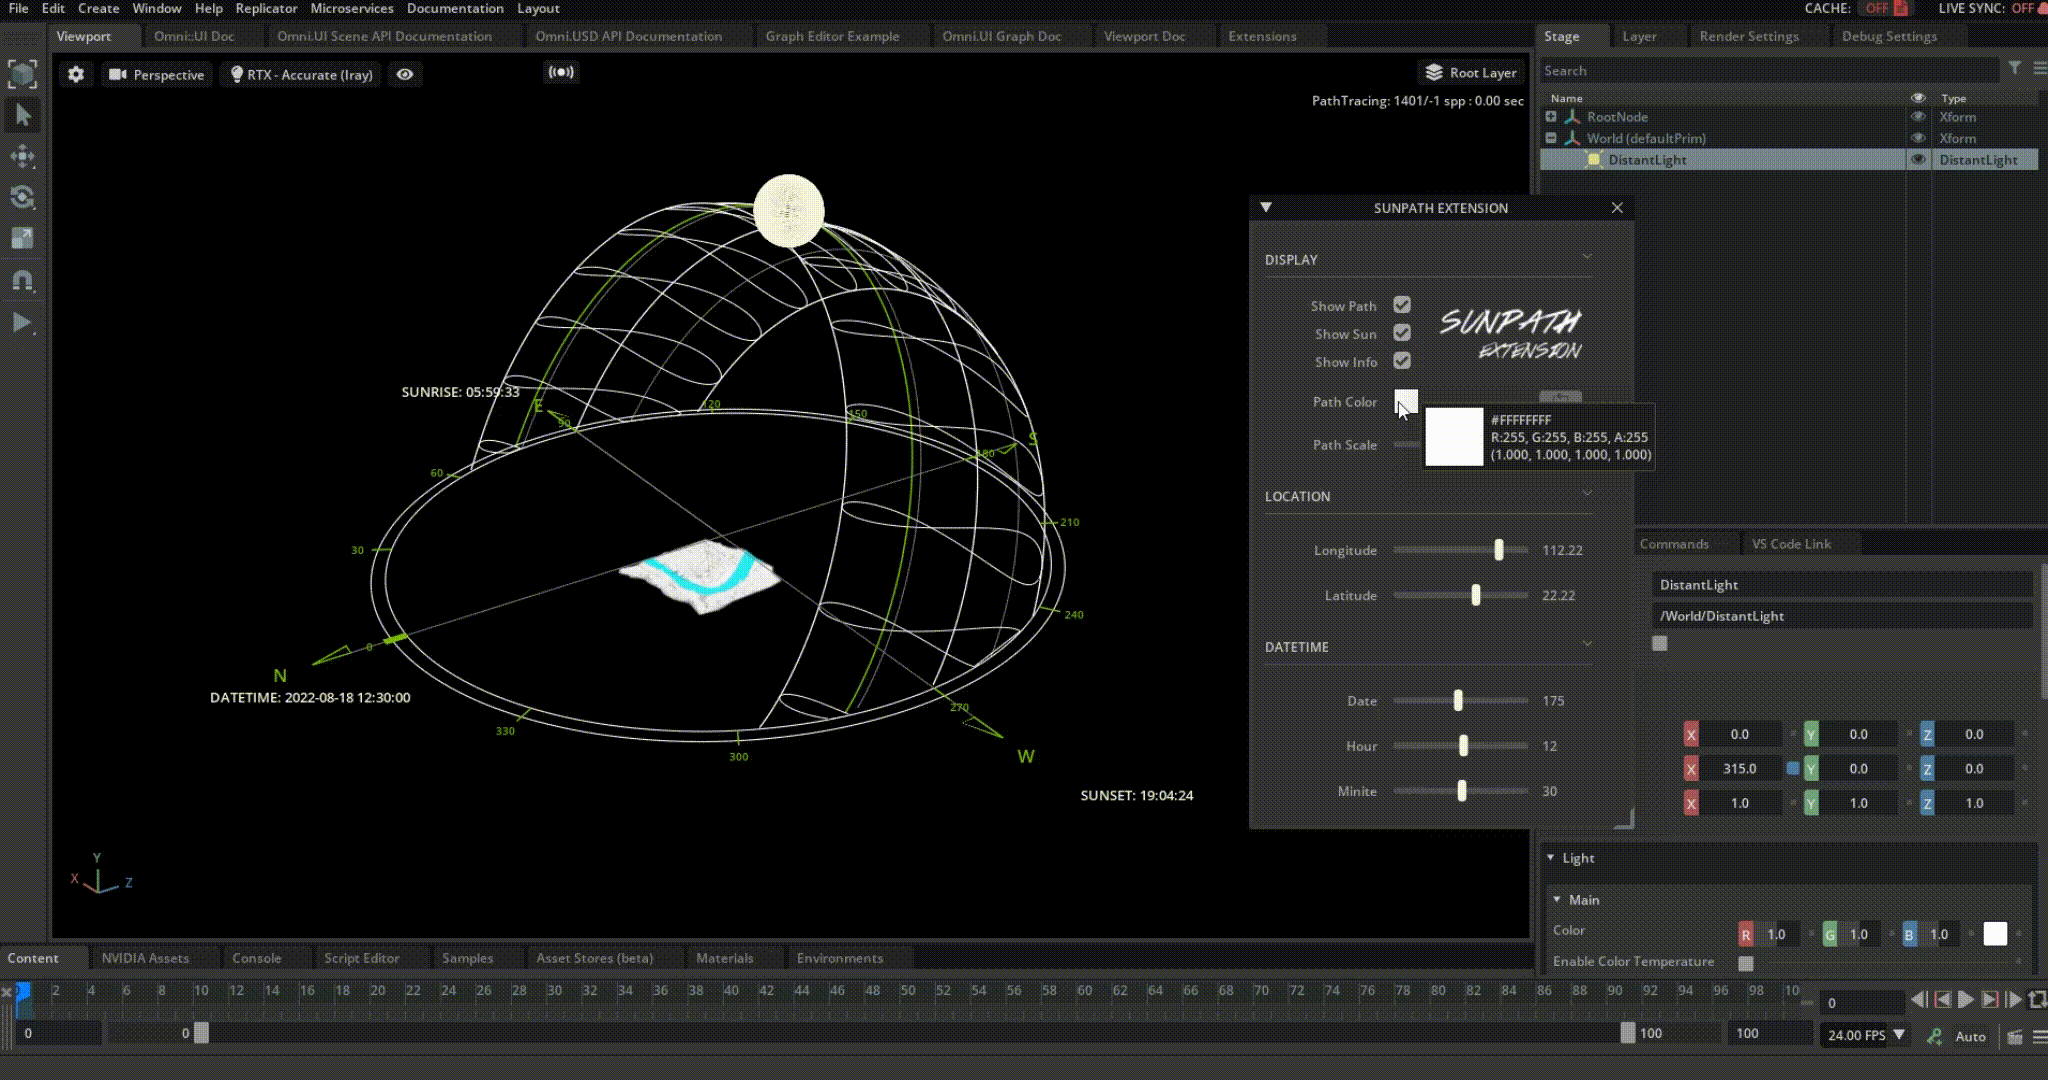 File Edit Create Window Help Replicator Microservices Documentation Layout CACHE: OFF LIVE SYNC: OFF
Viewport Omni::UI Doc Omni.UI Scene API Documentation Omni.USD API Documentation Graph Editor Example Omni.UI Graph Doc Viewport Doc Extensions Stage Layer Render Settings Debug Settings
Perspective RTX - Accurate (Iray) Root Layer
Search
PathTracing: 1401/-1 spp : 0.00 sec
Name Type
RootNode Xform
World (defaultPrim) Xform
DistantLight DistantLight
SUNPATH EXTENSION
DISPLAY
Show Path
Show Sun
Show Info
SUNPATH
EXTENSION
Path Color
#FFFFFFFF
R:255, G:255, B:255, A:255
(1.000, 1.000, 1.000, 1.000)
Path Scale
LOCATION
Longitude 112.22
Latitude 22.22
DATETIME
Date 175
Hour 12
Minite 30
SUNRISE: 05:59:33
E
90
120
150
S
180
60
210
30
240
0
N
DATETIME: 2022-08-18 12:30:00
330
300
270
W
SUNSET: 19:04:24
Y
X Z
Commands VS Code Link
DistantLight
/World/DistantLight
X 0.0 Y 0.0 Z 0.0
X 315.0 Y 0.0 Z 0.0
X 1.0 Y 1.0 Z 1.0
Light
Main
Color R 1.0 G 1.0 B 1.0
Enable Color Temperature
Content NVIDIA Assets Console Script Editor Samples Asset Stores (beta) Materials Environments
2 4 6 8 10 12 14 16 18 20 22 24 26 28 30 32 34 36 38 40 42 44 46 48 50 52 54 56 58 60 62 64 66 68 70 72 74 76 78 80 82 84 86 88 90 92 94 96 98 10
0
0 0 100 100 24.00 FPS Auto